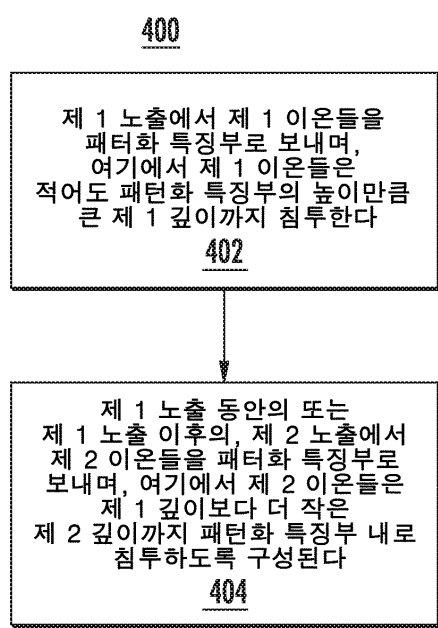 400
제 1 노출에서 제 1 이온들을
패터화 특징부로 보내며,
여기에서 제 1 이온들은
적어도 패턴화 특징부의 높이만큼
큰 제 1 깊이까지 침투한다
402
제 1 노출 동안의 또는
제 1 노출 이후의, 제 2 노출에서
제 2 이온들을 패터화 특징부로
보내며, 여기에서 제 2 이온들은
제 1 깊이보다 더 작은
제 2 깊이까지 패턴화 특징부 내로
침투하도록 구성된다
404